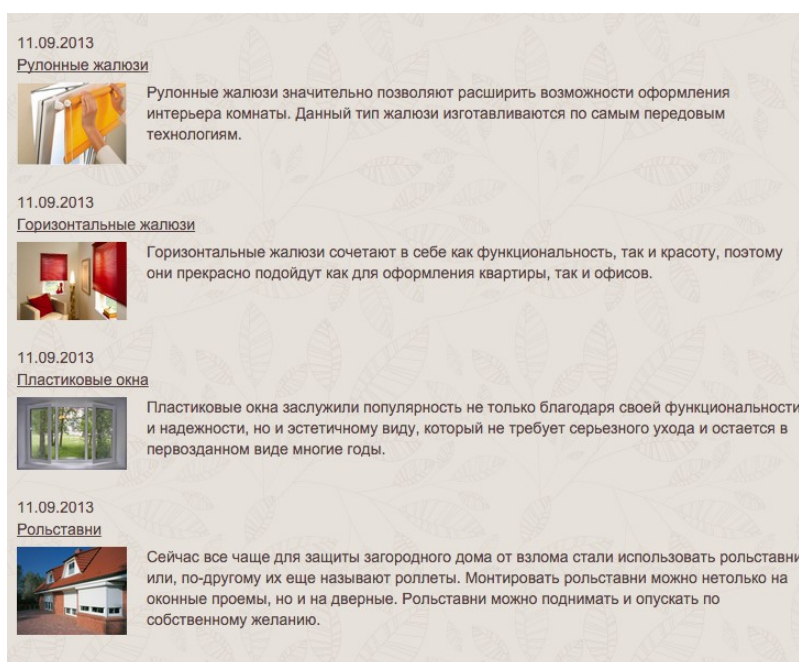 11.09.2013
Рулонные жалюзи
Рулонные жалюзи значительно позволяют расширить возможности оформления
интерьера комнаты. Данный тип жалюзи изготавливаются по самым передовым
технологиям.
11.09.2013
Горизонтальные жалюзи
Горизонтальные жалюзи сочетают в себе как функциональность, так и красоту, поэтому
они прекрасно подойдут как для оформления квартиры, так и офисов.
11.09.2013
Пластиковые окна
Пластиковые окна заслужили популярность не только благодаря своей функциональности
и надежности, но и эстетичному виду, который не требует серьезного ухода и остается в
первозданном виде многие годы.
11.09.2013
Рольставни
Сейчас все чаще для защиты загородного дома от взлома стали использовать рольставни
или, по-другому их еще называют роллеты. Монтировать рольставни можно нетолько на
оконные проемы, но и на дверные. Рольставни можно поднимать и опускать по
собственному желанию.